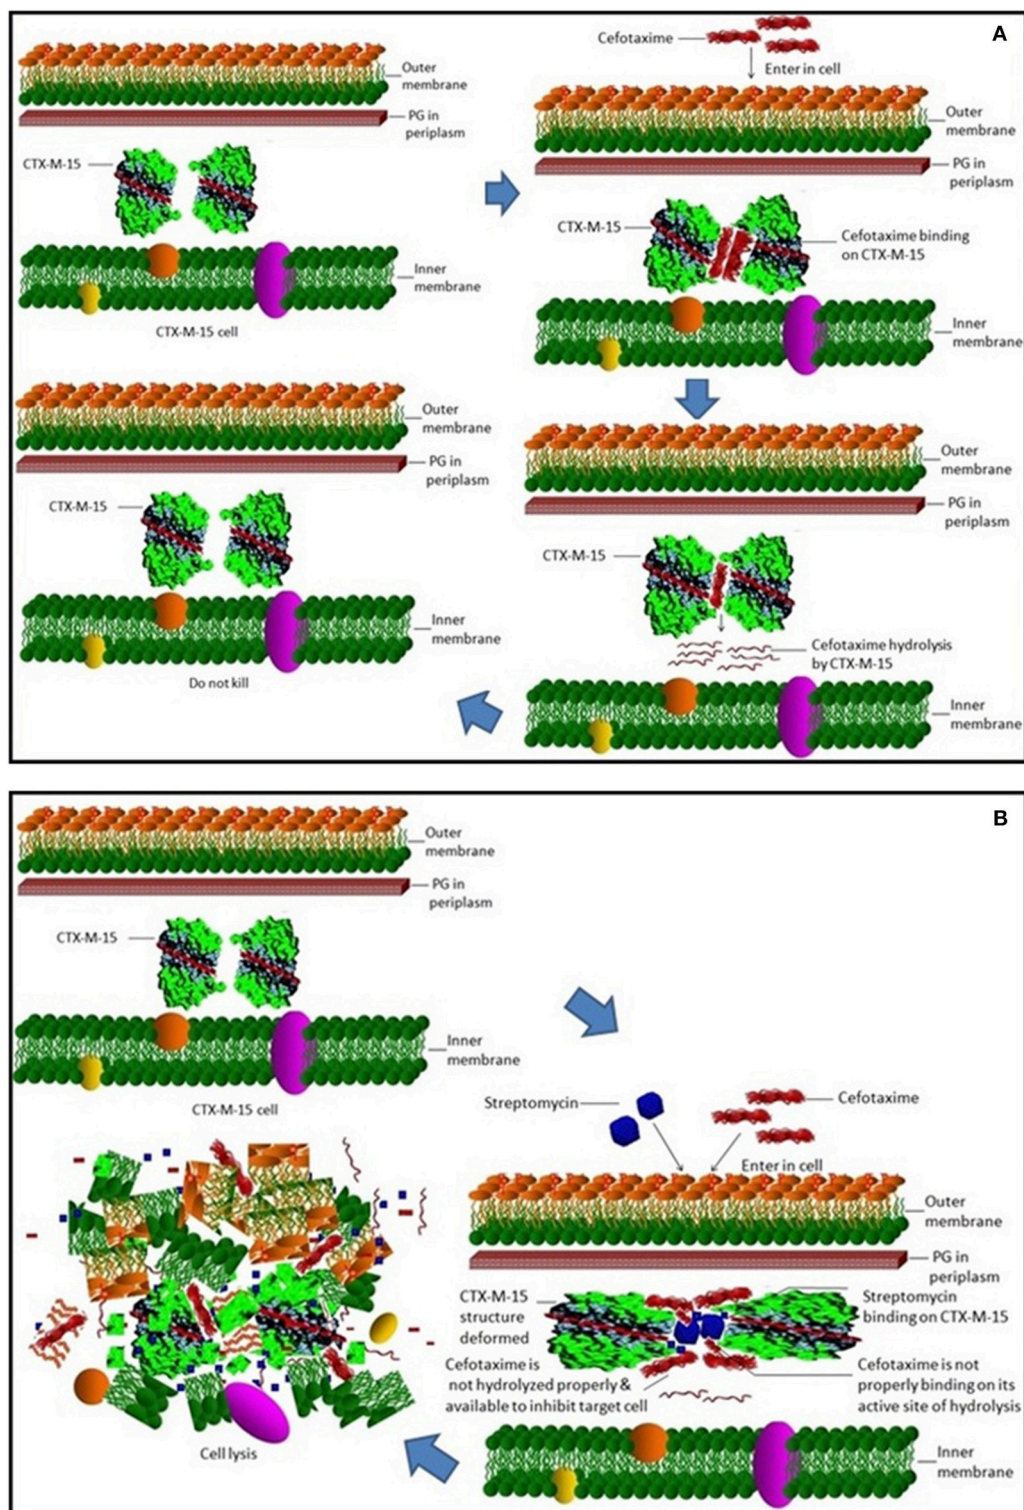 A
Outer
membrane
PG in
periplasm
CTX-M-15
Inner
membrane
CTX-M-15 cell
Cefotaxime
Enter in cell
Outer
membrane
PG in
periplasm
CTX-M-15
Cefotaxime binding
on CTX-M-15
Inner
membrane
Outer
membrane
PG in
periplasm
CTX-M-15
Cefotaxime hydrolysis
by CTX-M-15
Inner
membrane
Outer
membrane
PG in
periplasm
CTX-M-15
Inner
membrane
Do not kill
B
Outer
membrane
PG in
periplasm
CTX-M-15
Inner
membrane
CTX-M-15 cell
Streptomycin
Cefotaxime
Enter in cell
Outer
membrane
PG in
periplasm
CTX-M-15
structure
deformed
Streptomycin
binding on CTX-M-15
Cefotaxime is
not hydrolyzed properly &
available to inhibit target cell
Cefotaxime is not
properly binding on its
active site of hydrolysis
Inner
membrane
Cell lysis